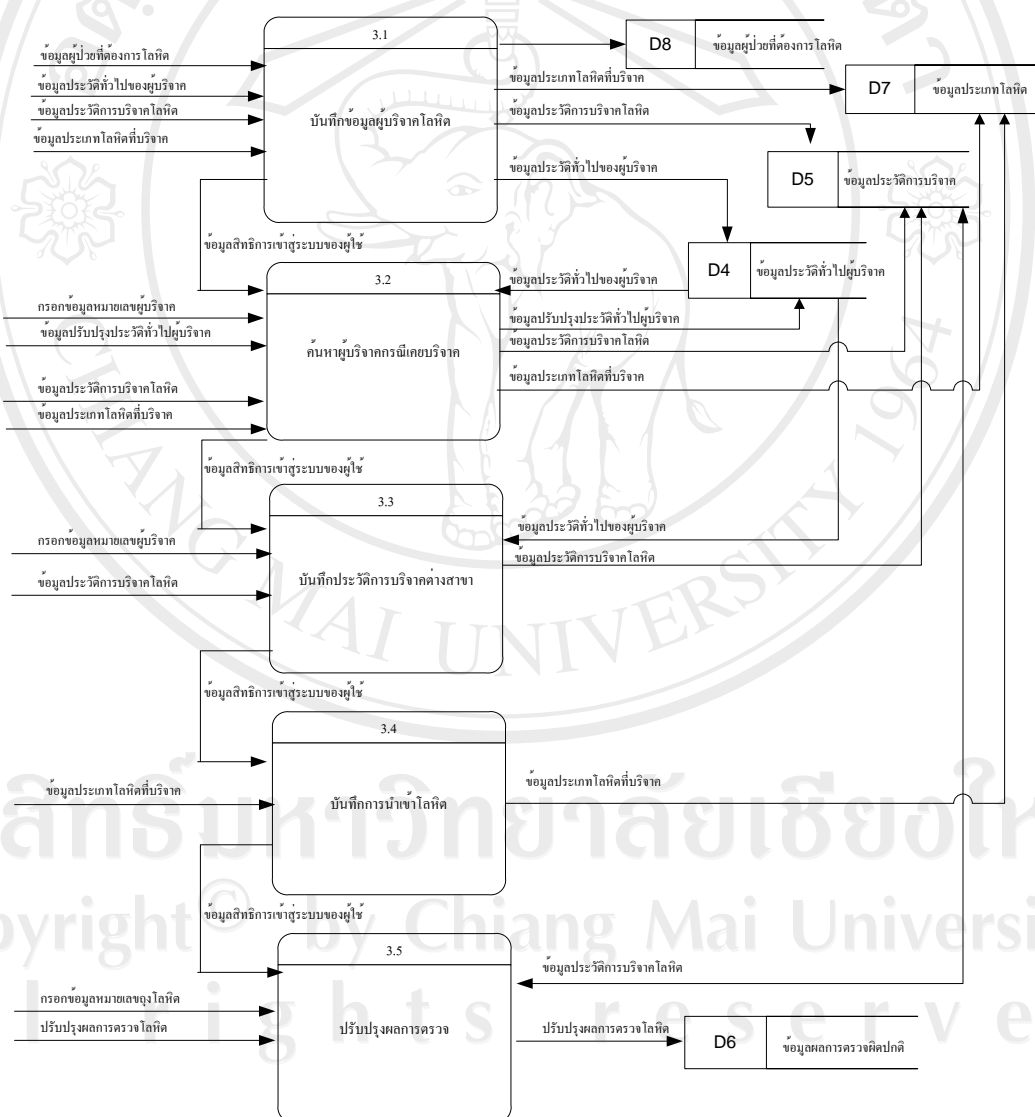 3.1
บันทึกข้อมูลผู้บริจาคโลหิต
ข้อมูลผู้ป่วยที่ต้องการโลหิต
ข้อมูลประวัติทั่วไปของผู้บริจาค
ข้อมูลประวัติการบริจาคโลหิต
ข้อมูลประเภทโลหิตที่บริจาค
D8
ข้อมูลผู้ป่วยที่ต้องการโลหิต
ข้อมูลประเภทโลหิตที่บริจาค
D7
ข้อมูลประเภทโลหิต
ข้อมูลประวัติการบริจาคโลหิต
D5
ข้อมูลประวัติการบริจาค
ข้อมูลประวัติทั่วไปของผู้บริจาค
D4
ข้อมูลประวัติทั่วไปผู้บริจาค
ข้อมูลสิทธิการเข้าสู่ระบบของผู้ใช้
3.2
ค้นหาผู้บริจาคกรณีเคยบริจาค
กรอกข้อมูลหมายเลขผู้บริจาค
ข้อมูลปรับปรุงประวัติทั่วไปผู้บริจาค
ข้อมูลประวัติการบริจาคโลหิต
ข้อมูลประเภทโลหิตที่บริจาค
ข้อมูลประวัติทั่วไปของผู้บริจาค
ข้อมูลปรับปรุงประวัติทั่วไปผู้บริจาค
ข้อมูลประวัติการบริจาคโลหิต
ข้อมูลประเภทโลหิตที่บริจาค
ข้อมูลสิทธิการเข้าสู่ระบบของผู้ใช้
3.3
บันทึกประวัติการบริจาคต่างสาขา
กรอกข้อมูลหมายเลขผู้บริจาค
ข้อมูลประวัติการบริจาคโลหิต
ข้อมูลประวัติทั่วไปของผู้บริจาค
ข้อมูลประวัติการบริจาคโลหิต
ข้อมูลสิทธิการเข้าสู่ระบบของผู้ใช้
3.4
บันทึกการนำเข้าโลหิต
ข้อมูลประเภทโลหิตที่บริจาค
ข้อมูลประเภทโลหิตที่บริจาค
ข้อมูลสิทธิการเข้าสู่ระบบของผู้ใช้
3.5
ปรับปรุงผลการตรวจ
กรอกข้อมูลหมายเลขถุงโลหิต
ปรับปรุงผลการตรวจโลหิต
ข้อมูลประวัติการบริจาคโลหิต
ปรับปรุงผลการตรวจโลหิต
D6
ข้อมูลผลการตรวจผิดปกติ
CHIANG MAI UNIVERSITY 1964
สิทธิ์มหาวิทยาลัยเชียงให
pyright© by Chiang Mai Universi
l rights reserve